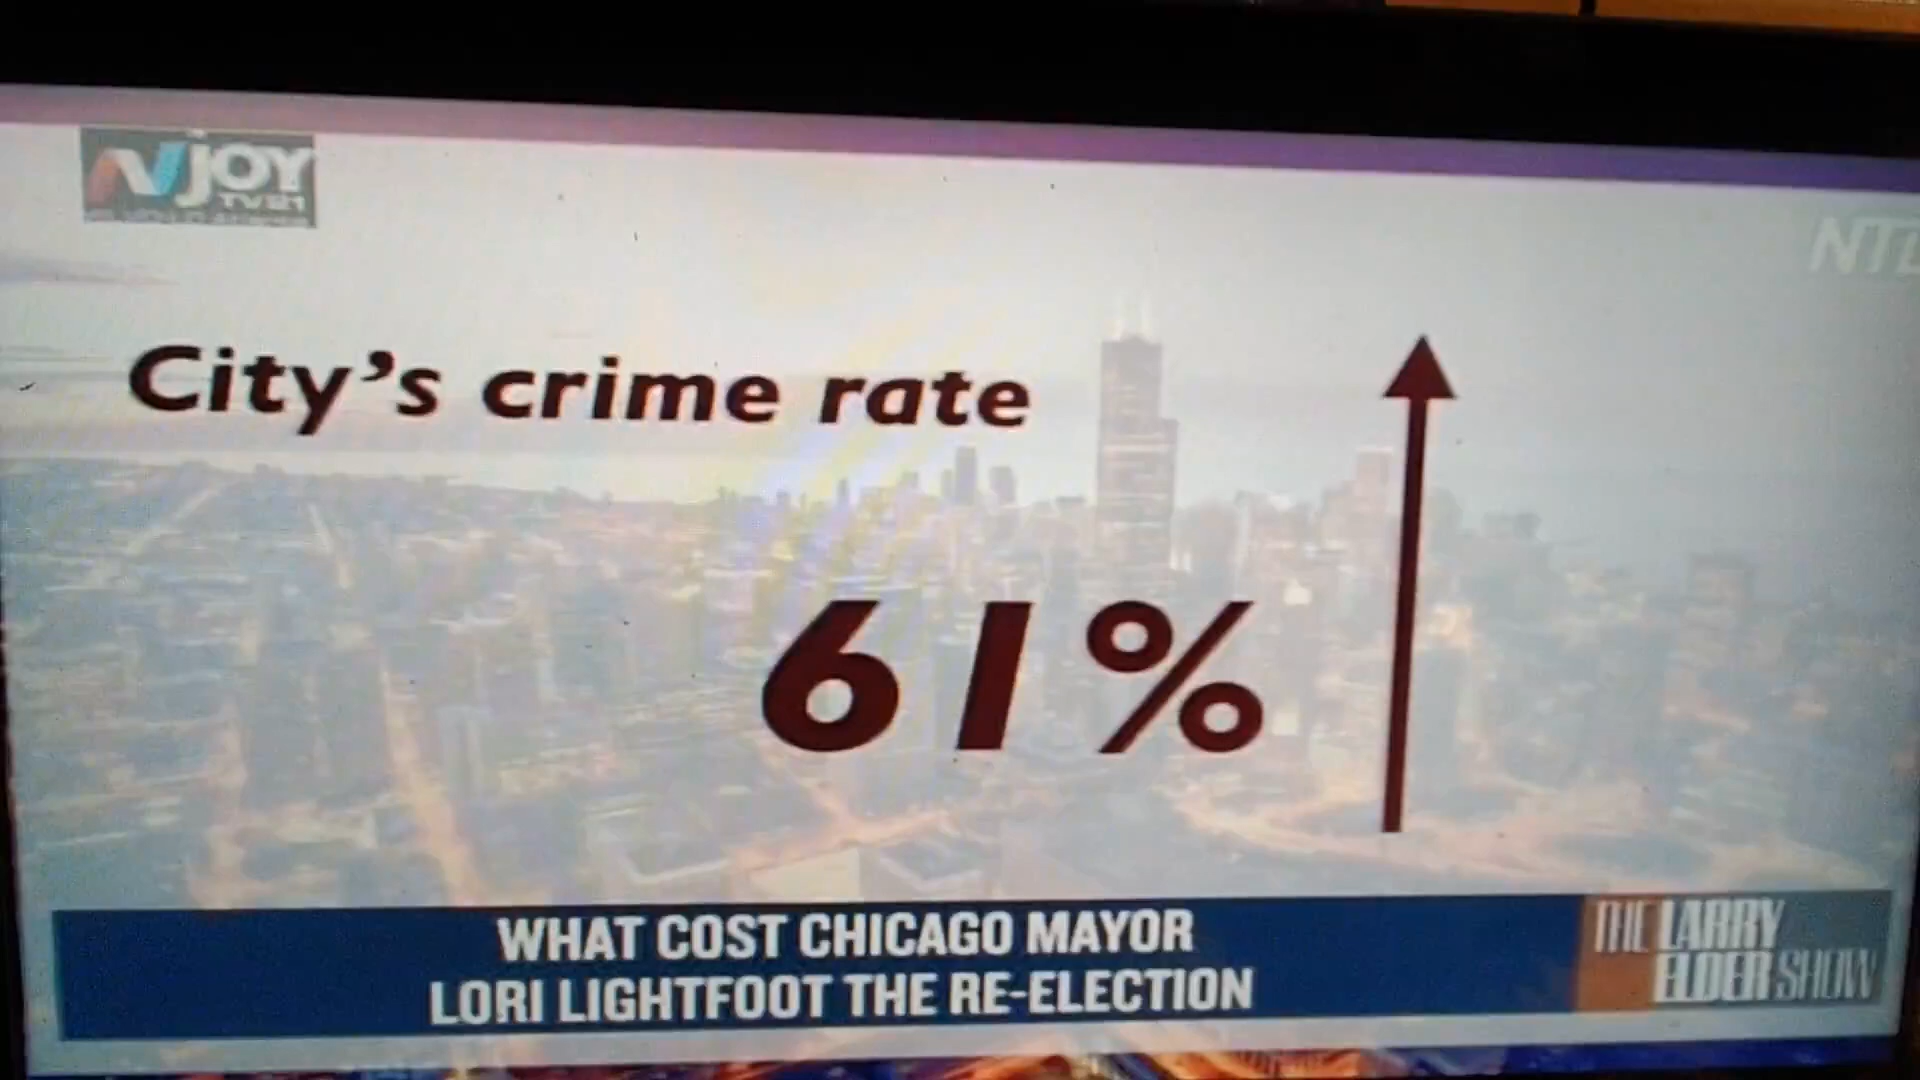 NJOY
TV21
NTD
City's crime rate
61%
WHAT COST CHICAGO MAYOR
LORI LIGHTFOOT THE RE-ELECTION
THE LARRY
ELDER SHOW